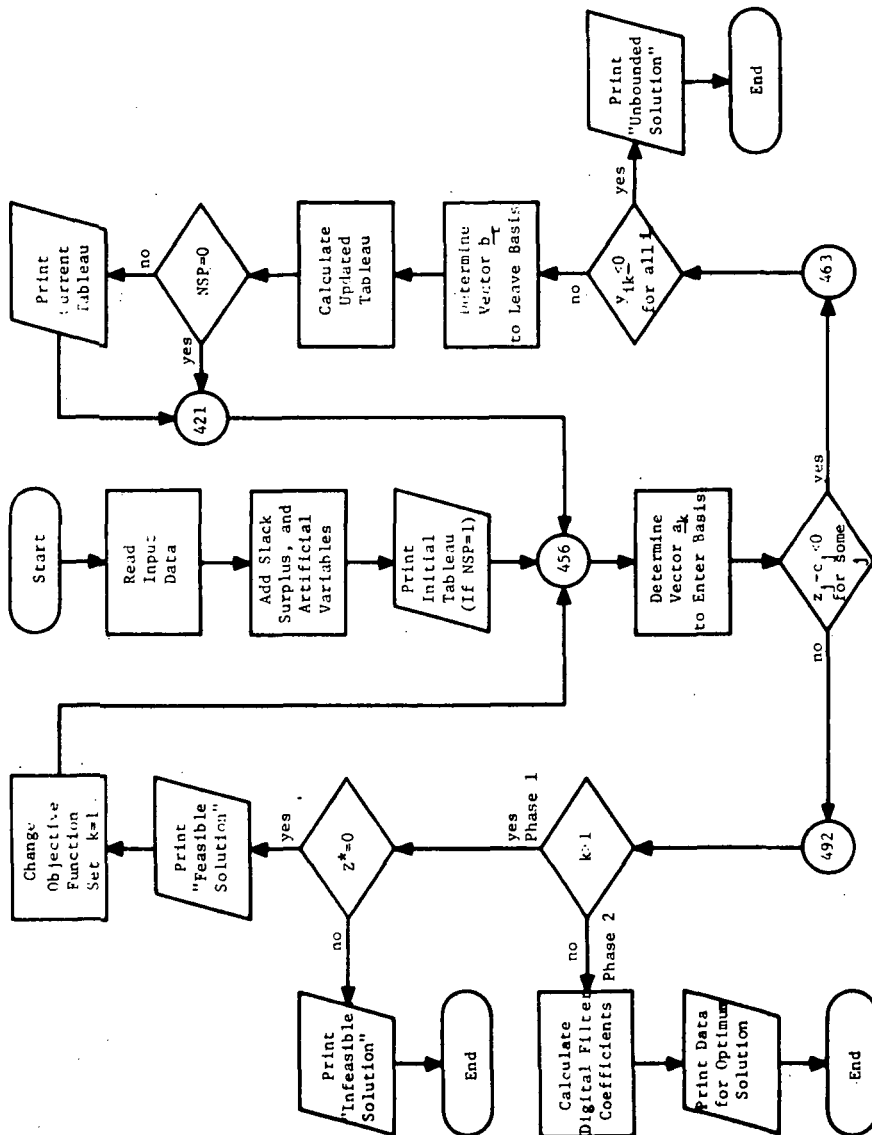 Start
Read
Input
Data
Add Slack
Surplus, and
Artificial
Variables
Print
Initial
Tableau
(If NSP=1)
456
Determine
Vector a_k
to Enter Basis
z_j-c_j<0
for some
j
yes
no
463
y_ik≤0
for all i
yes
no
Print
"Unbounded
Solution"
End
Determine
Vector b_r
to Leave Basis
Calculate
Updated
Tableau
NSP=0
no
yes
Print
Current
Tableau
421
492
k>1
yes
Phase 1
no
Phase 2
Z*=0
yes
no
Print
"Feasible
Solution"
Change
Objective
Function
Set k=1
Print
"Infeasible
Solution"
End
Calculate
Digital Filter
Coefficients
Print Data
for Optimum
Solution
End